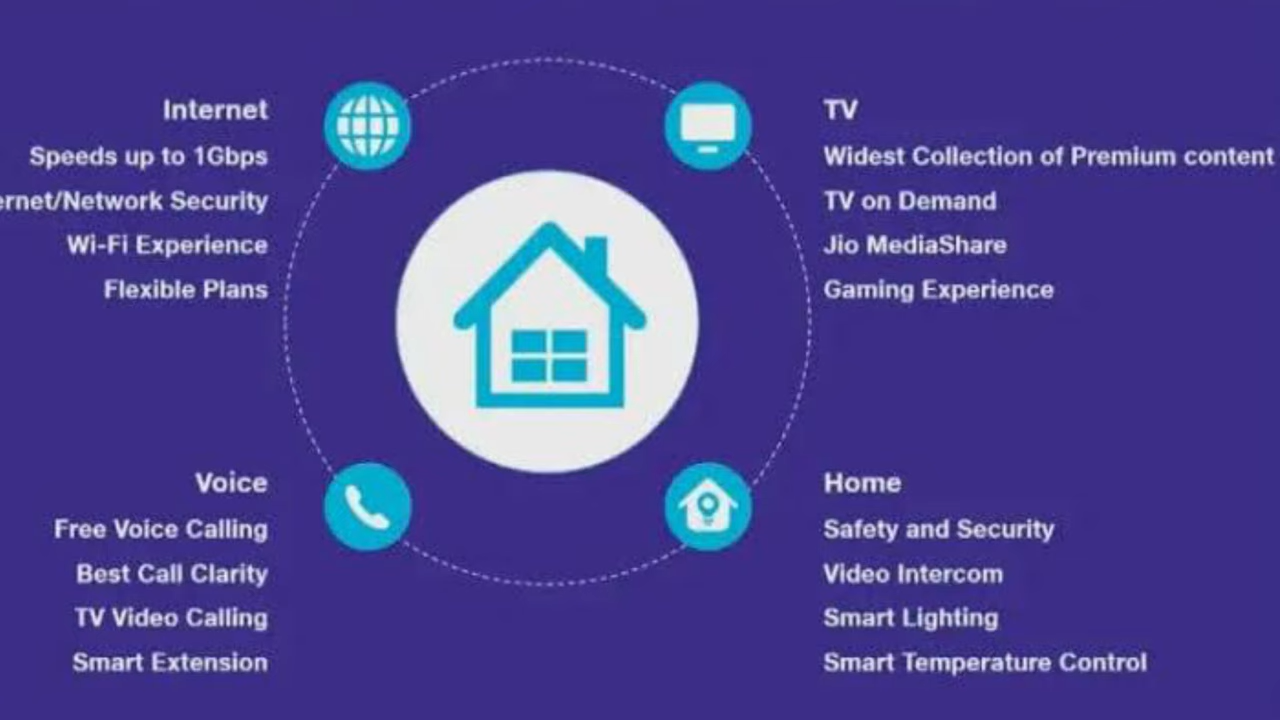 Internet
Speeds up to 1Gbps
ernet/Network Security
Wi-Fi Experience
Flexible Plans
TV
Widest Collection of Premium content
TV on Demand
Jio MediaShare
Gaming Experience
Voice
Free Voice Calling
Best Call Clarity
TV Video Calling
Smart Extension
Home
Safety and Security
Video Intercom
Smart Lighting
Smart Temperature Control